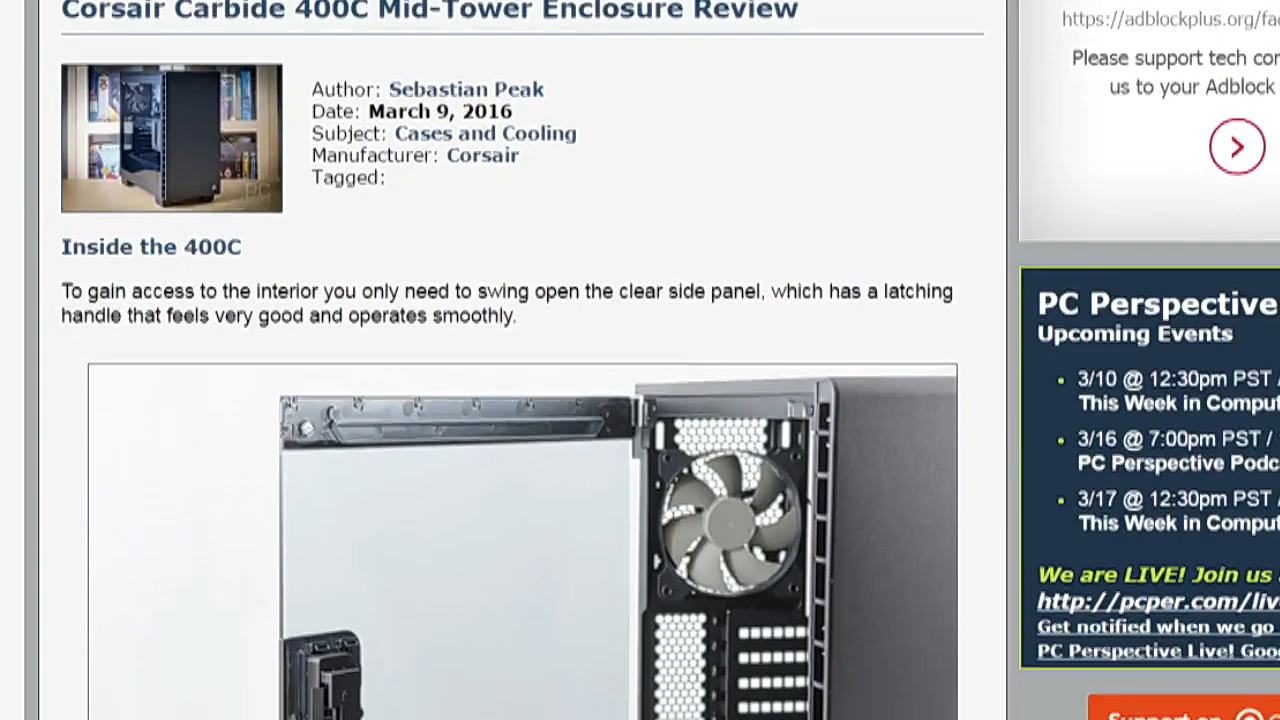 Corsair Carbide 400C Mid-Tower Enclosure Review
Author: Sebastian Peak
Date: March 9, 2016
Subject: Cases and Cooling
Manufacturer: Corsair
Tagged:
PC
Inside the 400C
To gain access to the interior you only need to swing open the clear side panel, which has a latching
handle that feels very good and operates smoothly.
https://adblockplus.org/fa
Please support tech cor
us to your Adblock
PC Perspective
Upcoming Events
3/10 @ 12:30pm PST /
This Week in Comput
3/16 @ 7:00pm PST /
PC Perspective Podc
3/17 @ 12:30pm PST /
This Week in Comput
We are LIVE! Join us
http://pcper.com/liv
Get notified when we go
PC Perspective Live! Goo
Support on